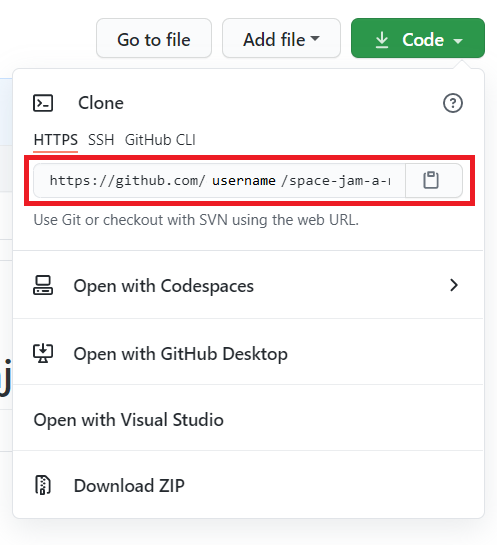 Go to file Add file Code
Clone
HTTPS SSH GitHub CLI
https://github.com/ username /space-jam-a-
Use Git or checkout with SVN using the web URL.
Open with Codespaces
Open with GitHub Desktop
Open with Visual Studio
Download ZIP